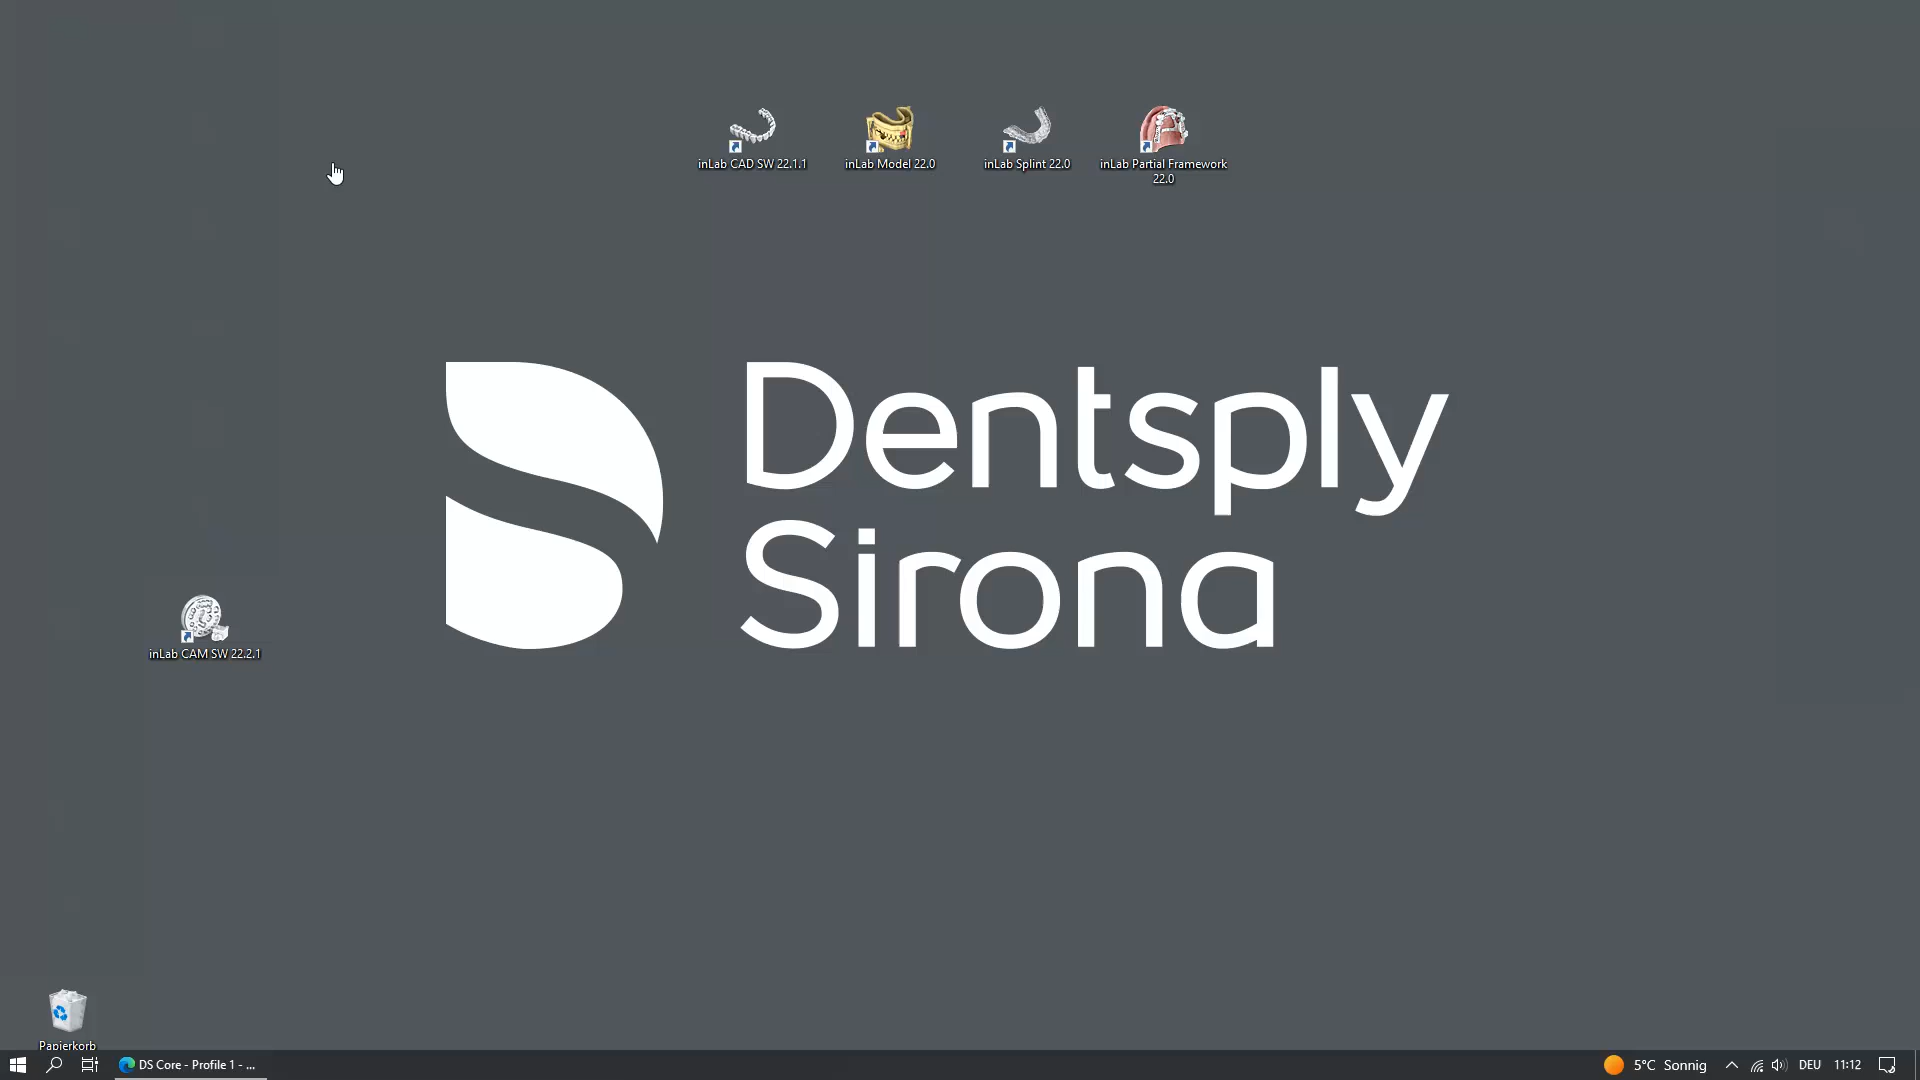 inLab CAD SW 22.1.1
inLab Model 22.0
inLab Splint 22.0
inLab Partial Framework
22.0
Dentsply
Sirona
inLab CAM SW 22.2.1
Papierkorb
DS Core - Profile 1 - ...
5°C Sonnig
DEU
11:12